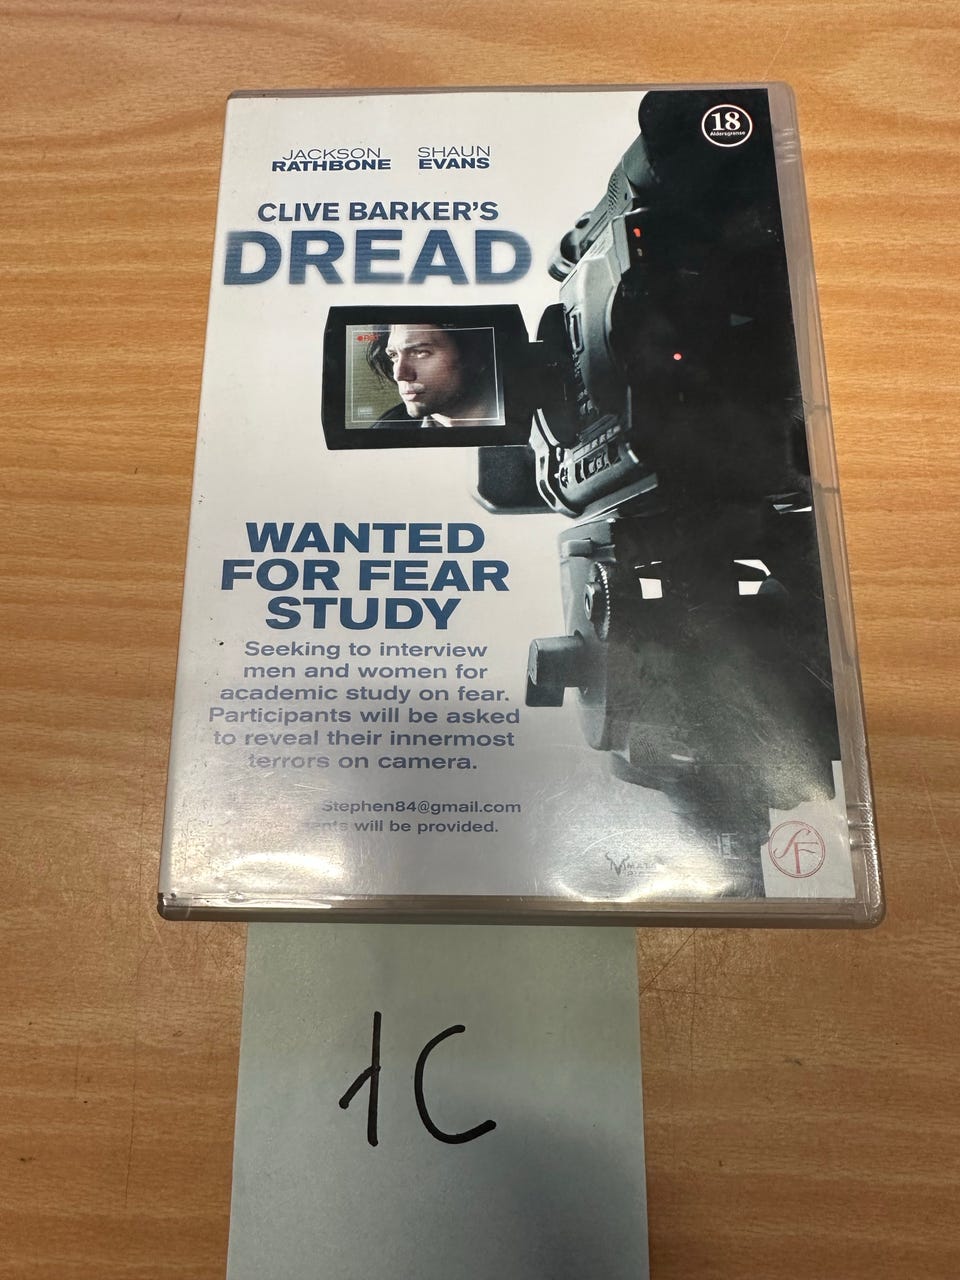 18
Aldersgrense
JACKSON RATHBONE
SHAUN EVANS
CLIVE BARKER'S
DREAD
REC
WANTED
FOR FEAR
STUDY
Seeking to interview
men and women for
academic study on fear.
Participants will be asked
to reveal their innermost
terrors on camera.
Stephen84@gmail.com
will be provided.
SF
1C